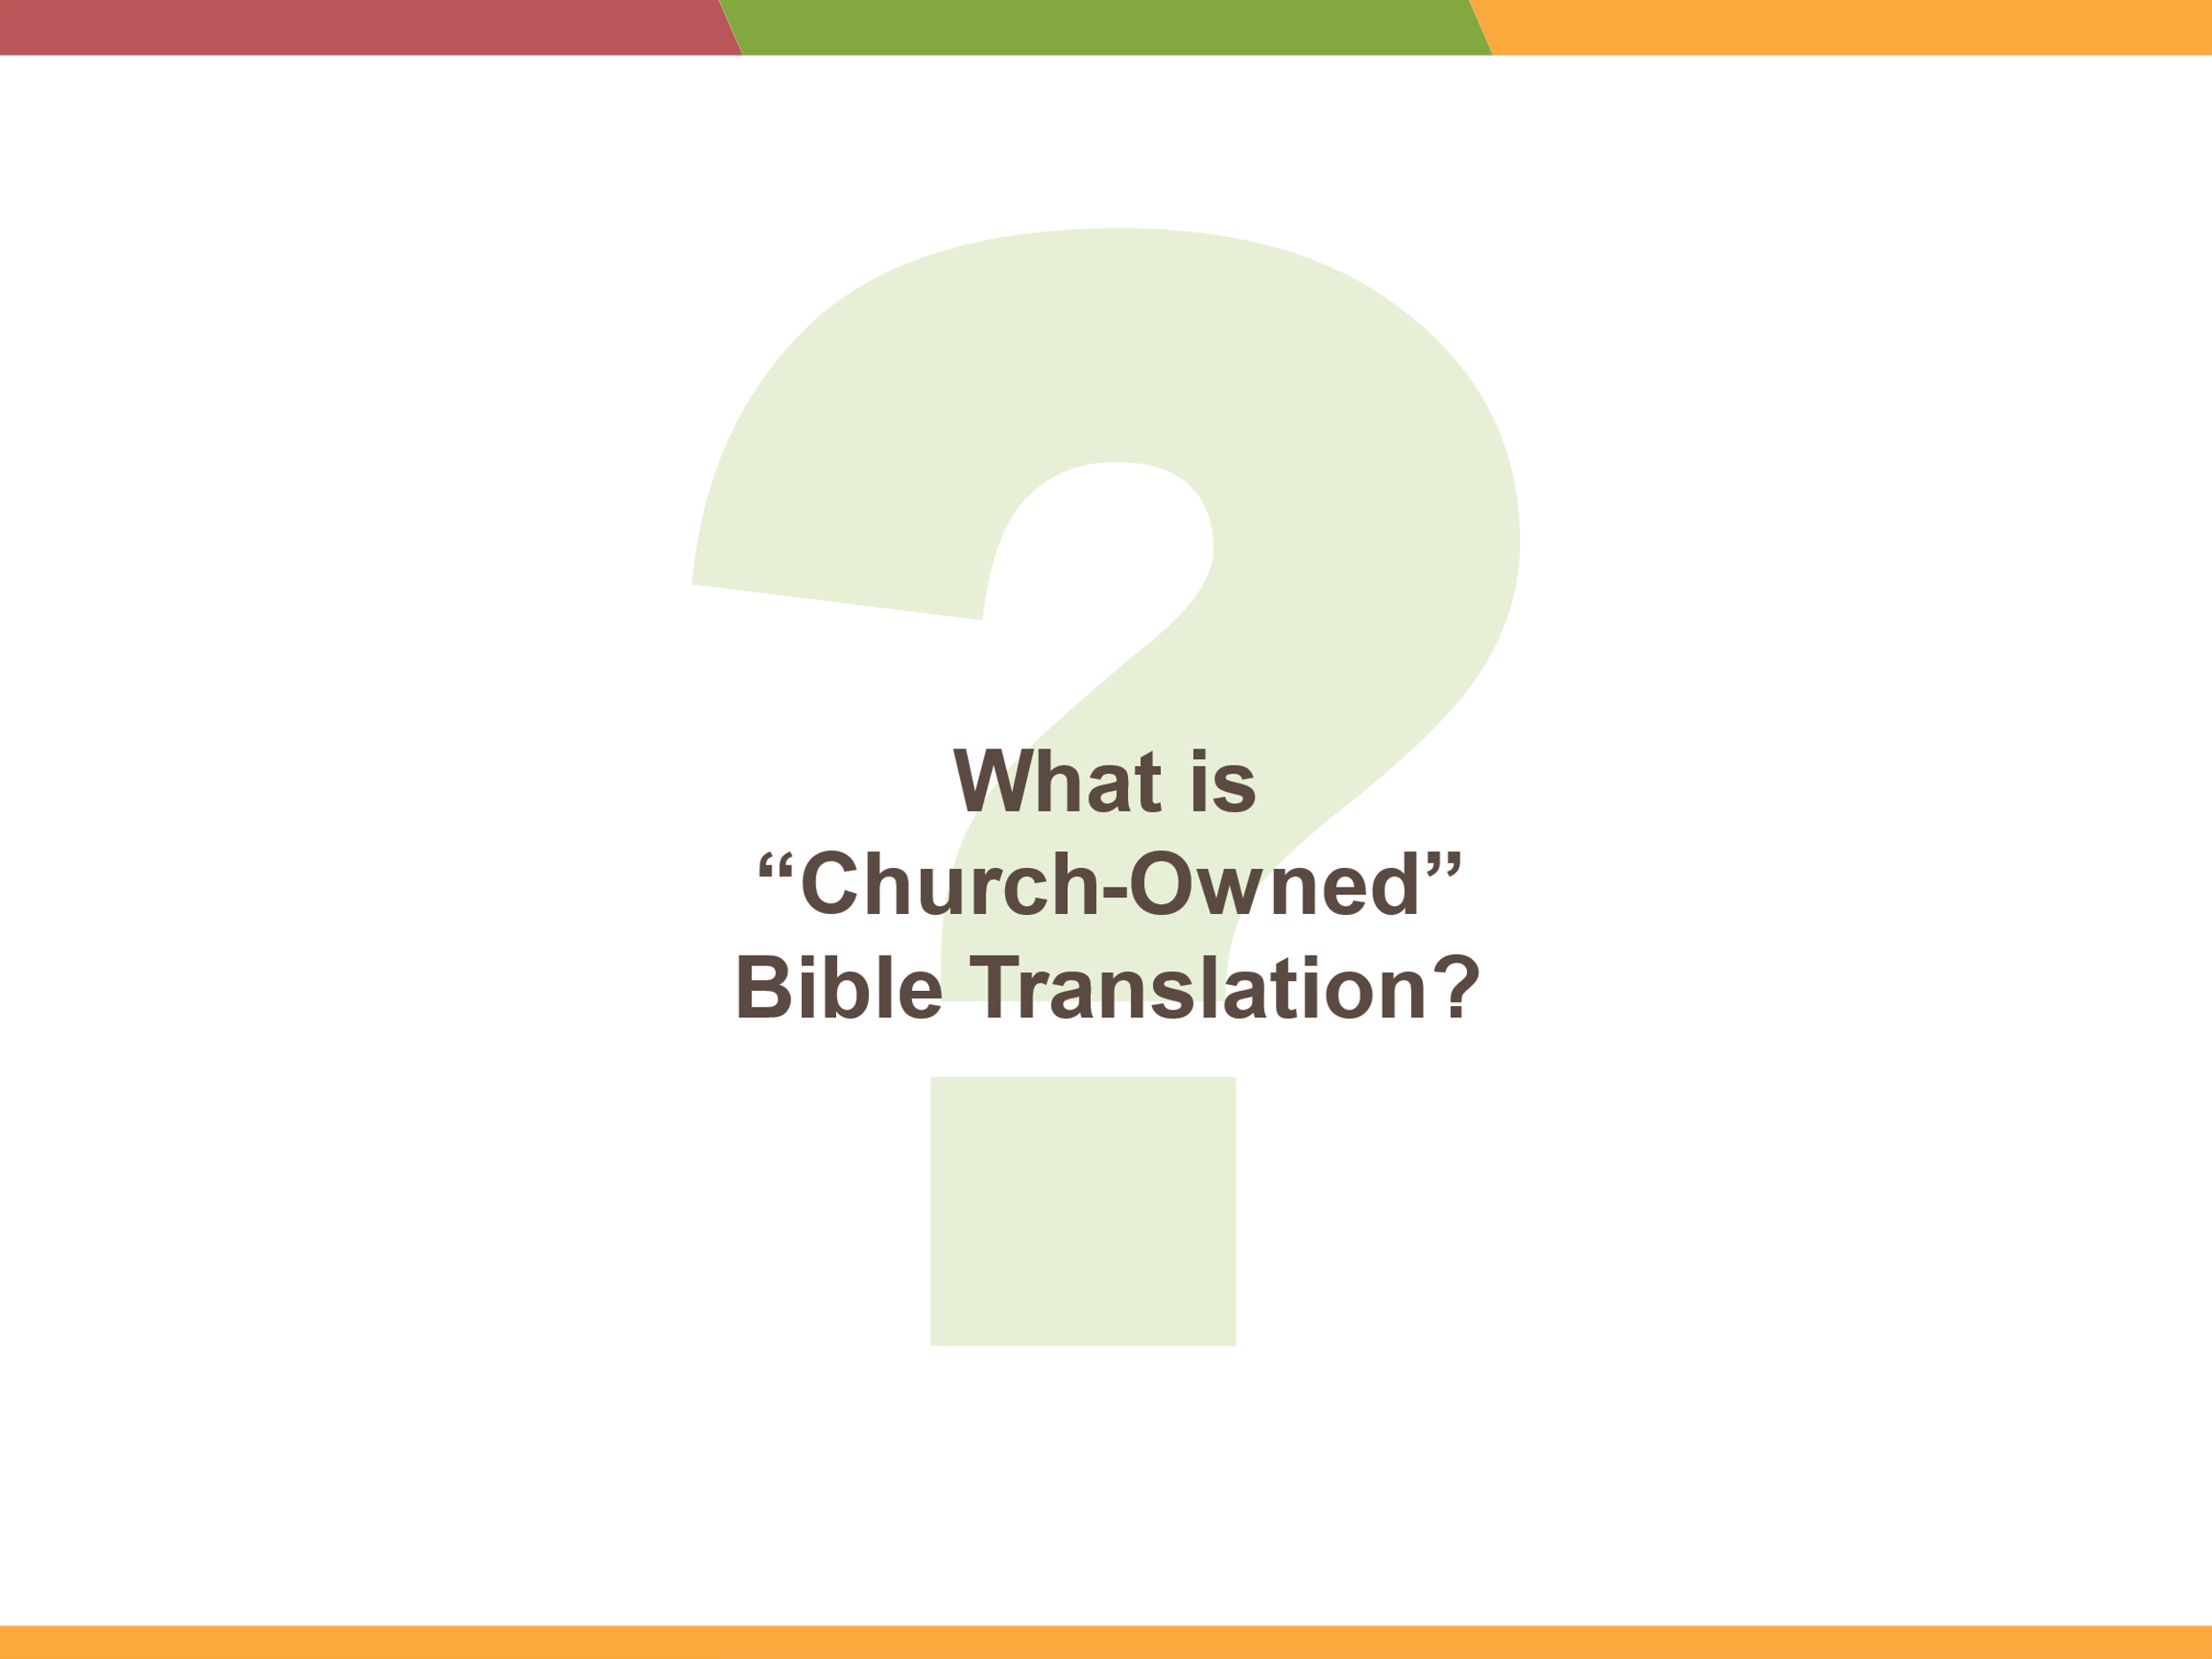 What is
“Church-Owned”
Bible Translation?